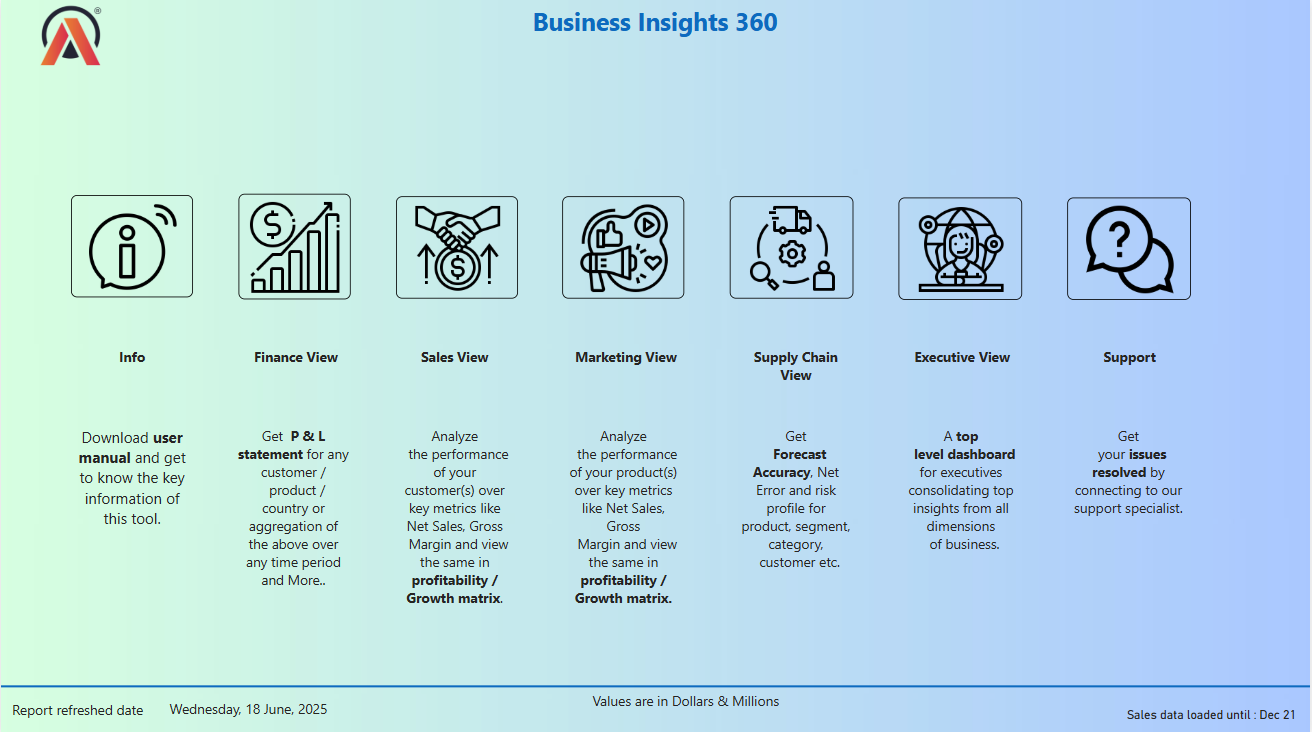 ®
Business Insights 360
Info
Download user
manual and get
to know the key
information of
this tool.
Finance View
Get P & L
statement for any
customer /
product /
country or
aggregation of
the above over
any time period
and More..
Sales View
Analyze
the performance
of your
customer(s) over
key metrics like
Net Sales, Gross
Margin and view
the same in
profitability /
Growth matrix.
Marketing View
Analyze
the performance
of your product(s)
over key metrics
like Net Sales,
Gross
Margin and view
the same in
profitability /
Growth matrix.
Supply Chain
View
Get
Forecast
Accuracy, Net
Error and risk
profile for
product, segment,
category,
customer etc.
Executive View
A top
level dashboard
for executives
consolidating top
insights from all
dimensions
of business.
Support
Get
your issues
resolved by
connecting to our
support specialist.
Report refreshed date
Wednesday, 18 June, 2025
Values are in Dollars & Millions
Sales data loaded until : Dec 21